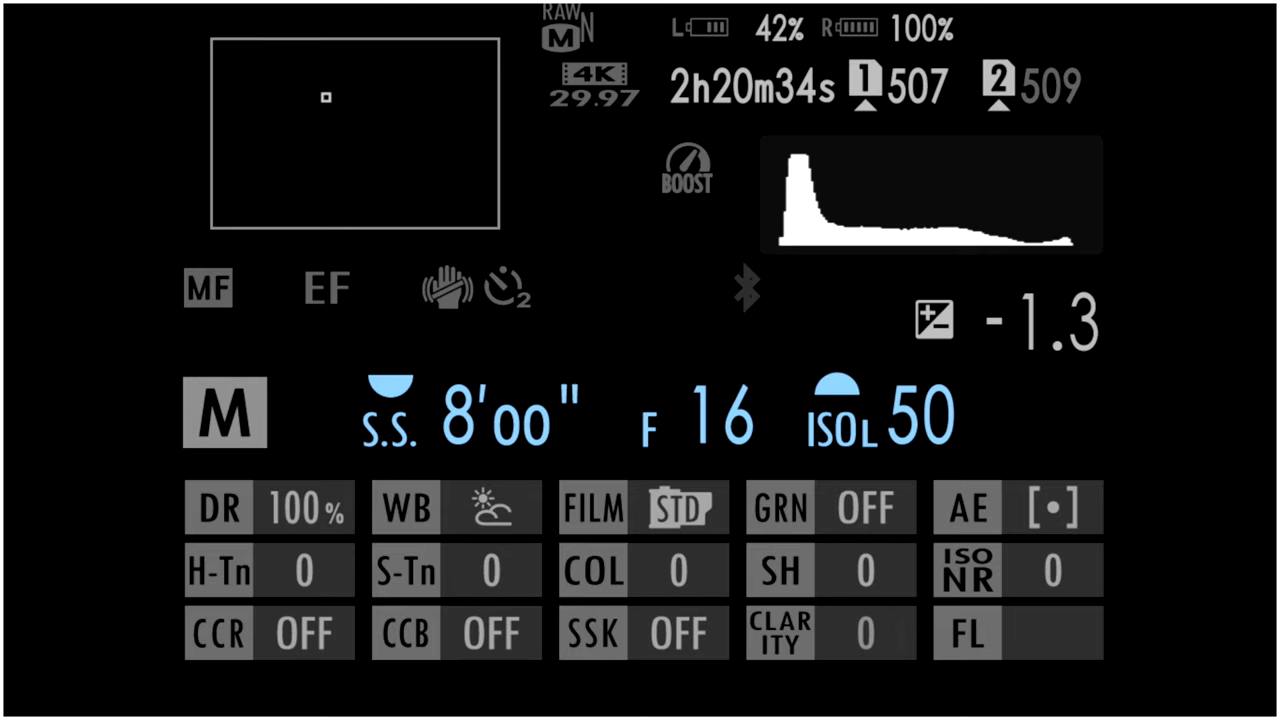 RAW N
M
L 42% R 100%
4K
29.97
2h20m34s 1 507 2 509
BOOST
MF EF 2
-1.3
M S.S. 8'00" F 16 ISO L 50
DR 100% WB FILM STD GRN OFF AE [•]
H-Tn 0 S-Tn 0 COL 0 SH 0 ISO NR 0
CCR OFF CCB OFF SSK OFF CLARITY 0 FL